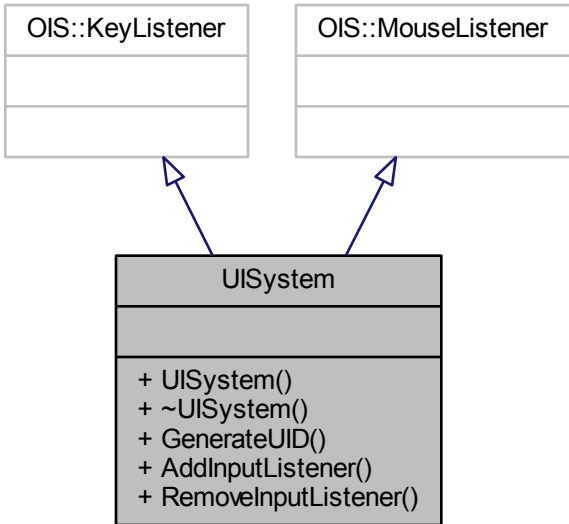 OIS::KeyListener
OIS::MouseListener
UISystem
+ UISystem()
+ ~UISystem()
+ GenerateUID()
+ AddInputListener()
+ RemoveInputListener()